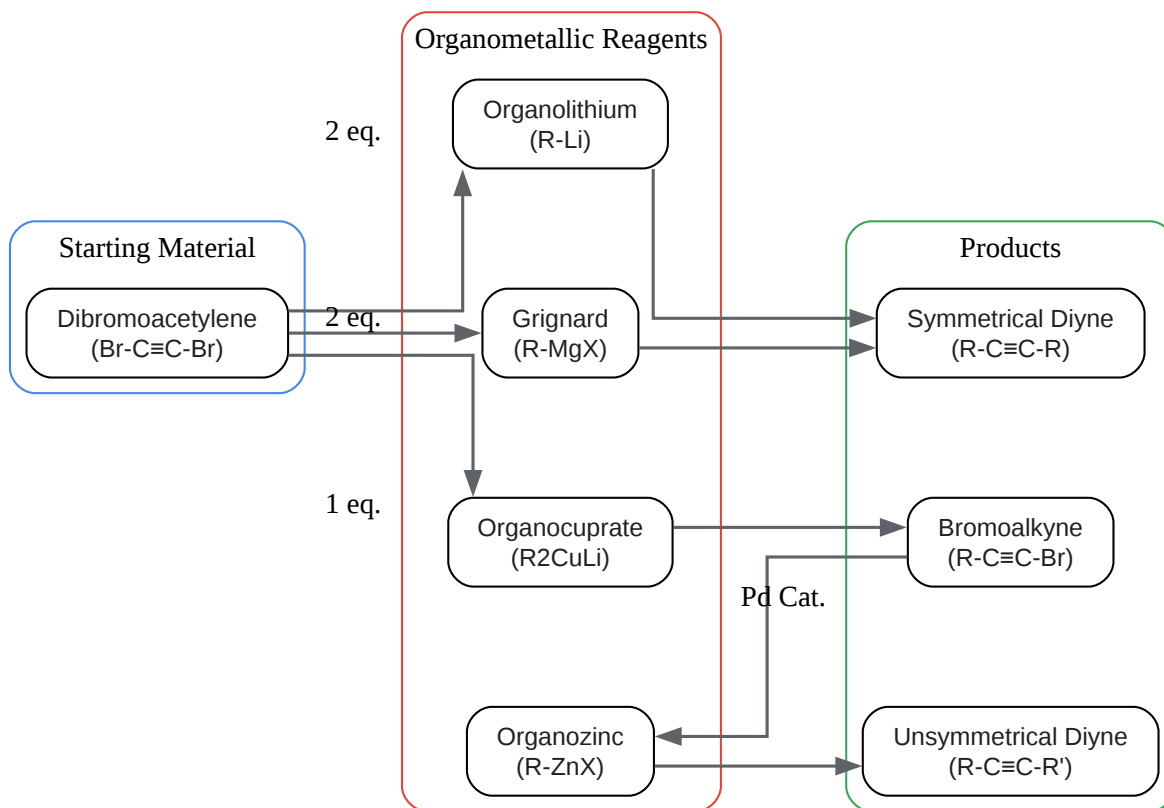 Organometallic Reagents
Organolithium
(R-Li)
2 eq.
Starting Material
Products
Dibromoacetylene
(Br-C≡C-Br)
2 eq.
Grignard
(R-MgX)
Symmetrical Diyne
(R-C≡C-R)
1 eq.
Organocuprate
(R2CuLi)
Bromoalkyne
(R-C≡C-Br)
Pd Cat.
Organozinc
(R-ZnX)
Unsymmetrical Diyne
(R-C≡C-R')